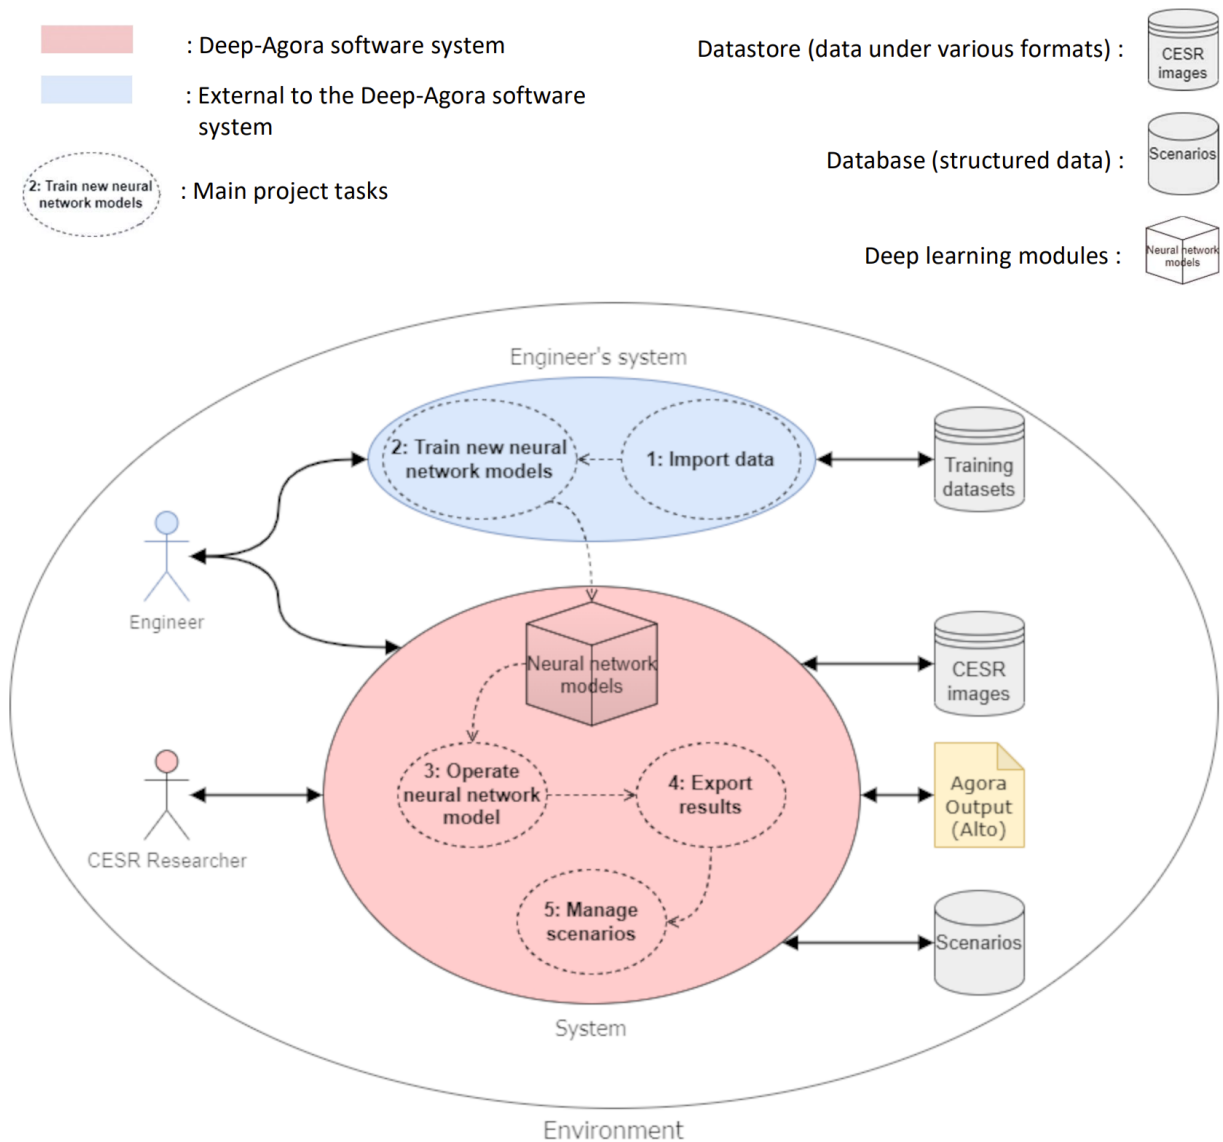 : Deep-Agora software system
: External to the Deep-Agora software
system
2: Train new neural
network models
: Main project tasks
Datastore (data under various formats) :
CESR
images
Database (structured data) :
Scenarios
Deep learning modules :
Neural network
models
Engineer's system
2: Train new neural
network models
1: Import data
Training
datasets
Engineer
Neural network
models
CESR
images
3: Operate
neural network
model
4: Export
results
Agora
Output
(Alto)
CESR Researcher
5: Manage
scenarios
Scenarios
System
Environment